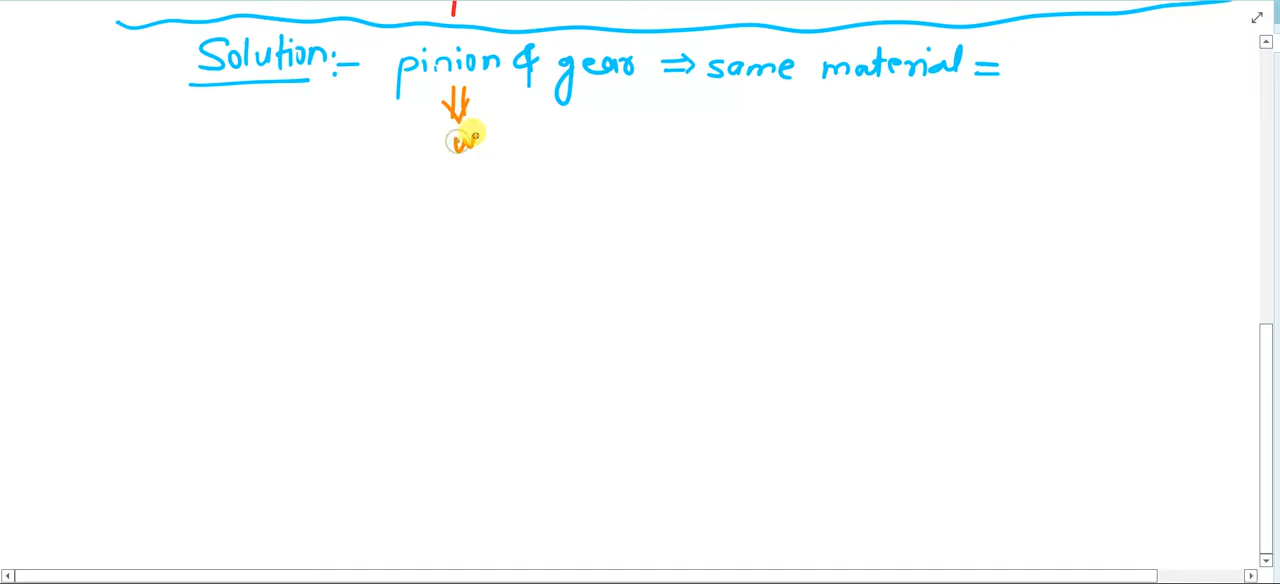 Solution:- pinion & gear ⇒ same material =